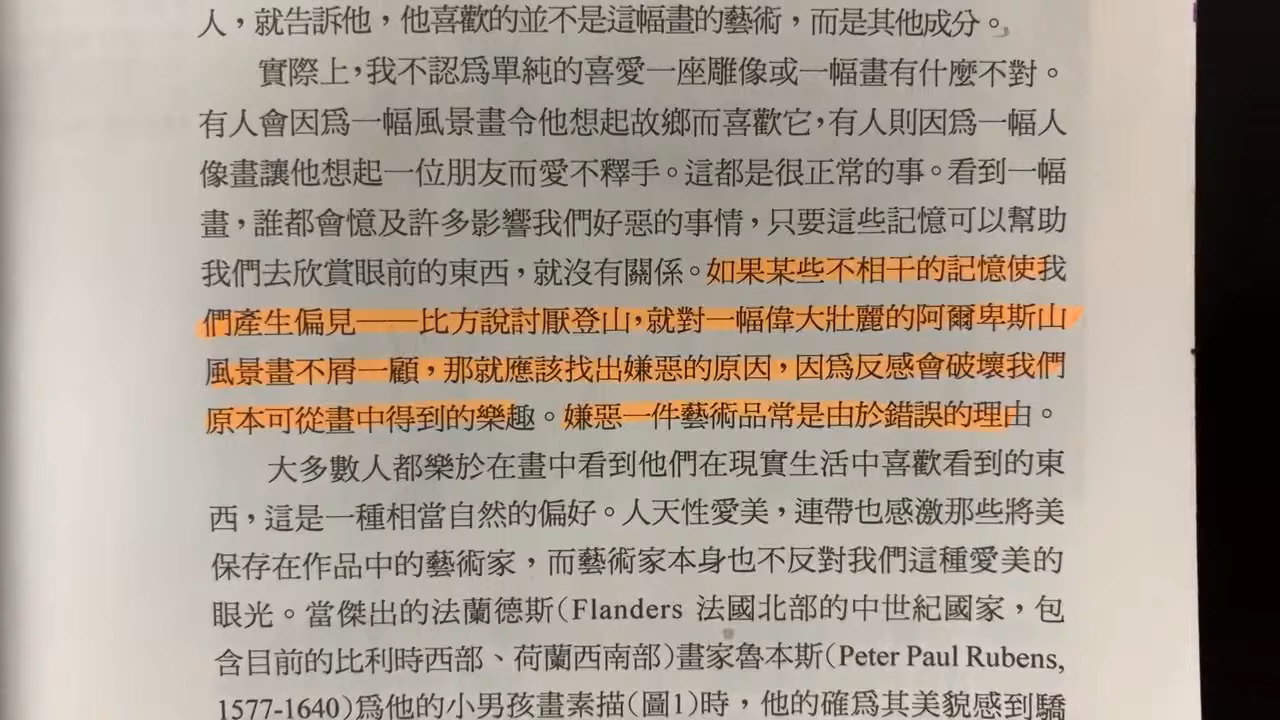 人，就告訴他，他喜歡的並不是這幅畫的藝術，而是其他成分。
實際上，我不認為單純的喜愛一座雕像或一幅畫有什麼不對。
有人會因為一幅風景畫令他想起故鄉而喜歡它，有人則因為一幅人
像畫讓他想起一位朋友而愛不釋手。這都是很正常的事。看到一幅
畫，誰都會憶及許多影響我們好惡的事情，只要這些記憶可以幫助
我們去欣賞眼前的東西，就沒有關係。如果某些不相干的記憶使我
們產生偏見——比方說討厭登山，就對一幅偉大壯麗的阿爾卑斯山
風景畫不屑一顧，那就應該找出嫌惡的原因，因為反感會破壞我們
原本可從畫中得到的樂趣。嫌惡一件藝術品常是由於錯誤的理由。
大多數人都樂於在畫中看到他們在現實生活中喜歡看到的東
西，這是一種相當自然的偏好。人天性愛美，連帶也感激那些將美
保存在作品中的藝術家，而藝術家本身也不反對我們這種愛美的
眼光。當傑出的法蘭德斯（Flanders 法國北部的中世紀國家，包
含目前的比利時西部、荷蘭西南部）畫家魯本斯（Peter Paul Rubens,
1577-1640）為他的小男孩畫素描（圖1）時，他的確為其美貌感到驕